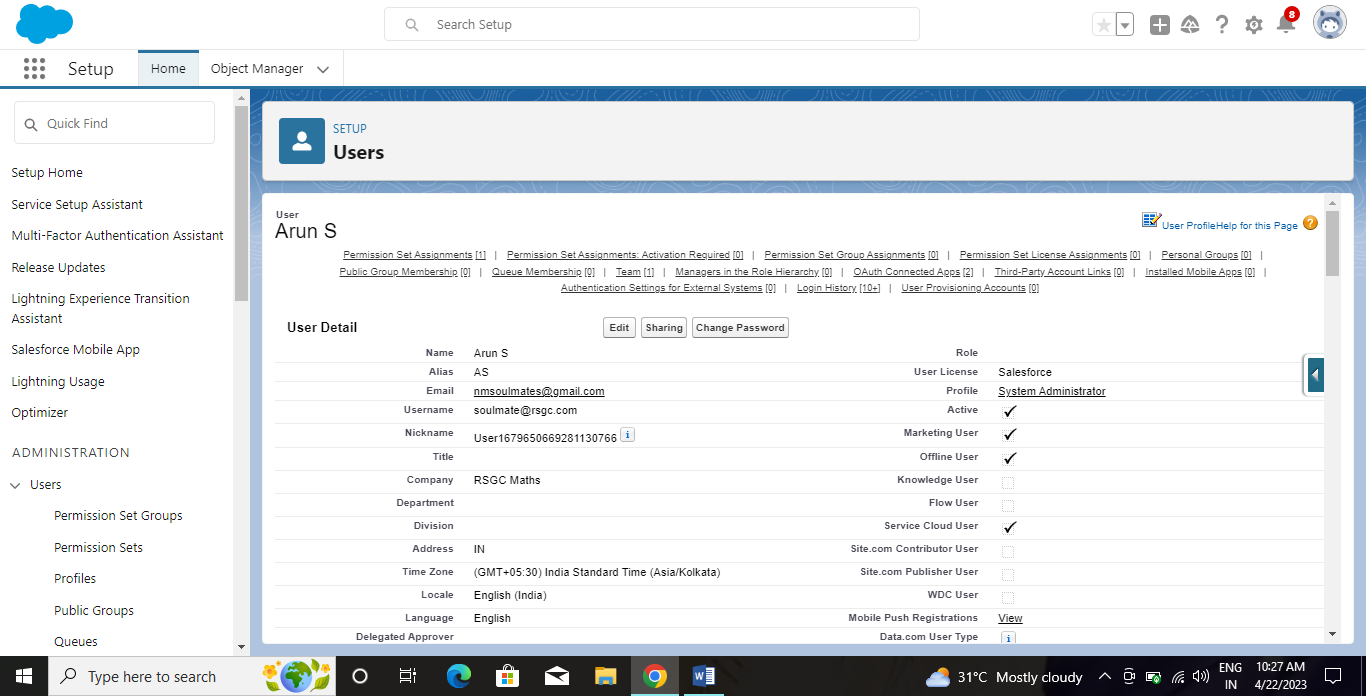 Search Setup
8
Setup
Home
Object Manager
Quick Find
Setup Home
Service Setup Assistant
Multi-Factor Authentication Assistant
Release Updates
Lightning Experience Transition
Assistant
Salesforce Mobile App
Lightning Usage
Optimizer
ADMINISTRATION
Users
Permission Set Groups
Permission Sets
Profiles
Public Groups
Queues
SETUP
Users
User
Arun S
User Profile Help for this Page ?
Permission Set Assignments [1] | Permission Set Assignments: Activation Required [0] | Permission Set Group Assignments [0] | Permission Set License Assignments [0] | Personal Groups [0] |
Public Group Membership [0] | Queue Membership [0] | Team [1] | Managers in the Role Hierarchy [0] | OAuth Connected Apps [2] | Third-Party Account Links [0] | Installed Mobile Apps [0] |
Authentication Settings for External Systems [0] | Login History [10+] | User Provisioning Accounts [0]
User Detail
Edit Sharing Change Password
Name Arun S Role
Alias AS User License Salesforce
Email nmsoulmates@gmail.com Profile System Administrator
Username soulmate@rsgc.com Active ✓
Nickname User1679650669281130766 i Marketing User ✓
Title Offline User ✓
Company RSGC Maths Knowledge User
Department Flow User
Division Service Cloud User ✓
Address IN Site.com Contributor User
Time Zone (GMT+05:30) India Standard Time (Asia/Kolkata) Site.com Publisher User
Locale English (India) WDC User
Language English Mobile Push Registrations View
Delegated Approver Data.com User Type i
Type here to search
31°C Mostly cloudy
ENG
IN
10:27 AM
4/22/2023